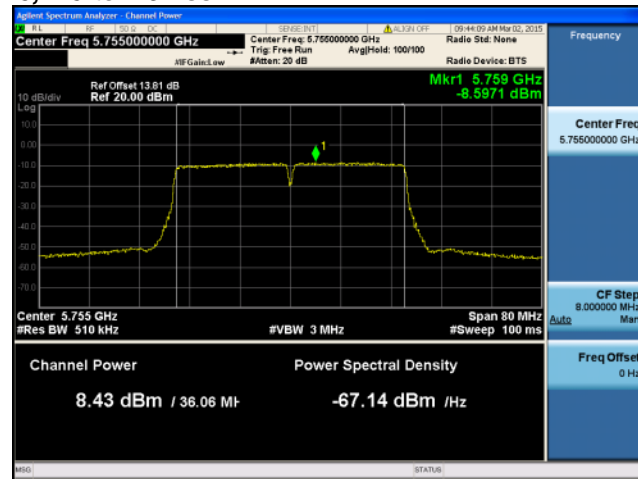 Agilent Spectrum Analyzer - Channel Power
RL RF 50 Ω DC SENSE:INT ALIGN OFF 09:44:09 AM Mar 02, 2015
Center Freq 5.755000000 GHz Center Freq: 5.755000000 GHz Radio Std: None Frequency
Trig: Free Run Avg|Hold: 100/100
#IFGain:Low #Atten: 20 dB Radio Device: BTS
Mkr1 5.759 GHz
Ref Offset 13.81 dB
10 dB/div Ref 20.00 dBm -8.5971 dBm
Log
10.0
0.00
-10.0
-20.0
-30.0
-40.0
-50.0
-60.0
-70.0
1
Center Freq
5.755000000 GHz
Center 5.755 GHz Span 80 MHz
#Res BW 510 kHz #VBW 3 MHz #Sweep 100 ms
CF Step
8.000000 MHz
Auto Man
Channel Power Power Spectral Density
8.43 dBm / 36.06 MH -67.14 dBm /Hz
Freq Offset
0 Hz
MSG STATUS